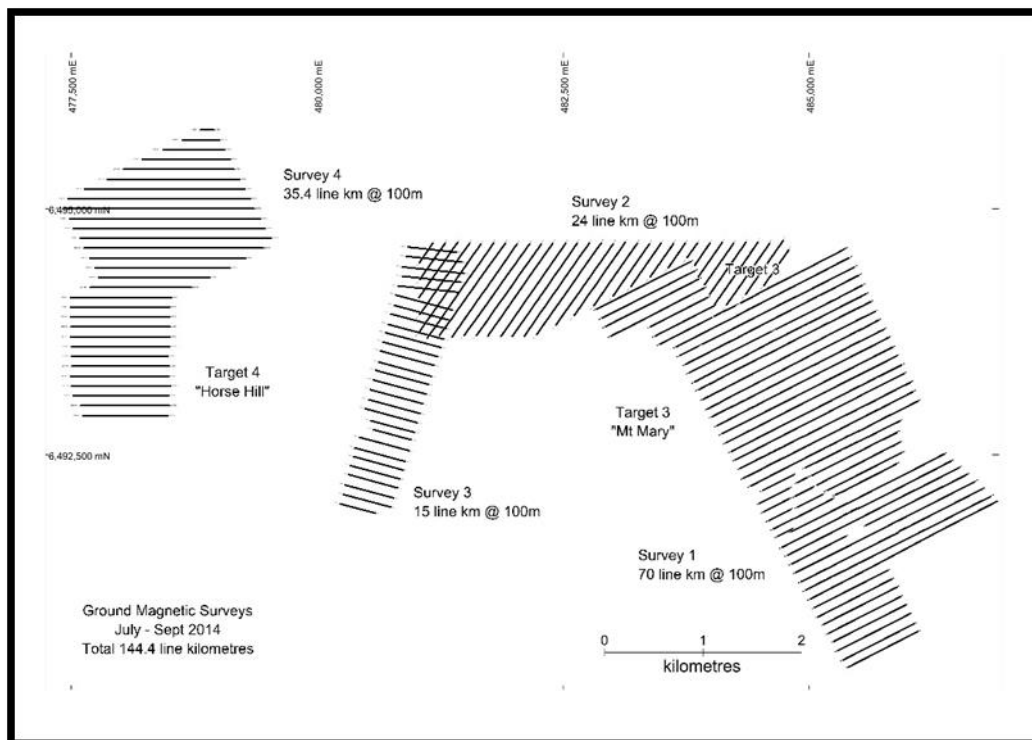 477,500 mE
480,000 mE
482,500 mE
485,000 mE
Survey 4
35.4 line km @ 100m
Survey 2
24 line km @ 100m
6,495,000 mN
Target 3
Target 4
"Horse Hill"
Target 3
"Mt Mary"
6,492,500 mN
Survey 3
15 line km @ 100m
Survey 1
70 line km @ 100m
Ground Magnetic Surveys
July - Sept 2014
Total 144.4 line kilometres
0 1 2
kilometres